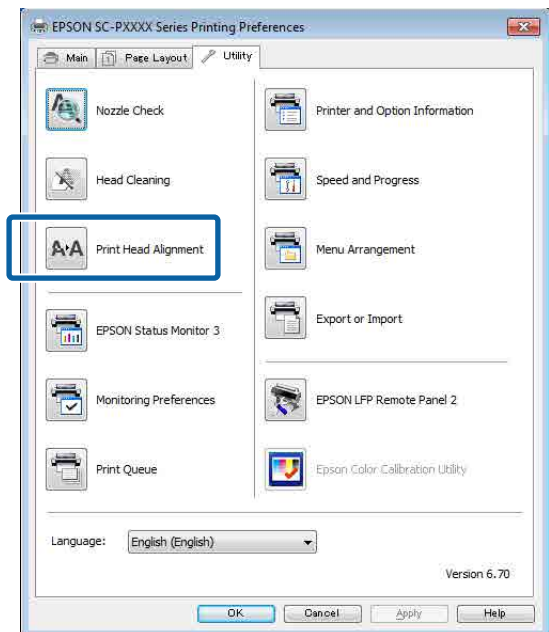 EPSON SC-PXXXX Series Printing Preferences
Main Page Layout Utility
Nozzle Check
Printer and Option Information
Head Cleaning
Speed and Progress
A A Print Head Alignment
Menu Arrangement
EPSON Status Monitor 3
Export or Import
Monitoring Preferences
EPSON LFP Remote Panel 2
Print Queue
Epson Color Calibration Utility
Language: English (English)
Version 6.70
OK Cancel Apply Help